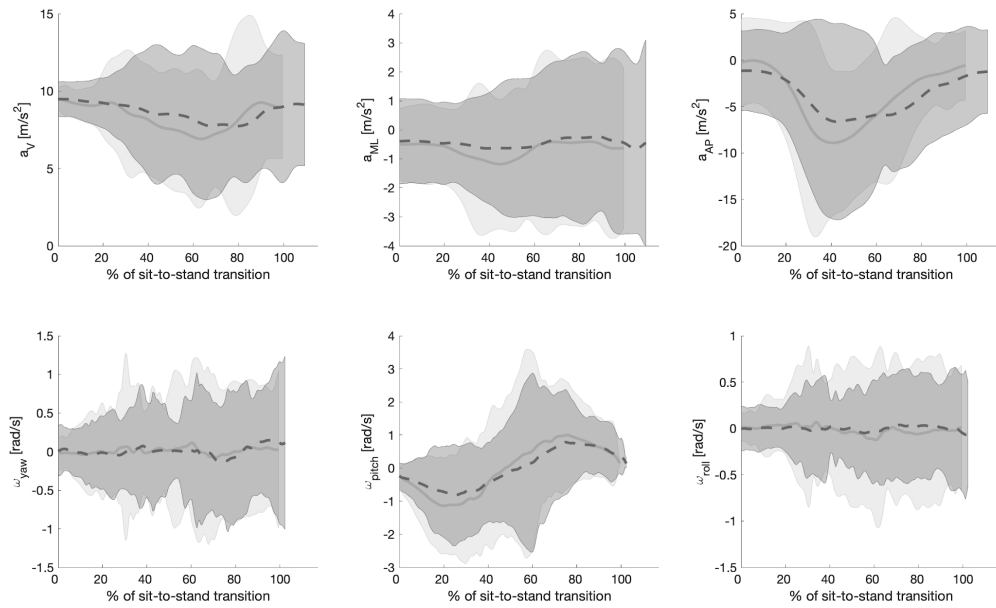 15
10
5
0
a_V [m/s^2]
0 20 40 60 80 100
% of sit-to-stand transition
4
3
2
1
0
-1
-2
-3
-4
a_ML [m/s^2]
0 20 40 60 80 100
% of sit-to-stand transition
5
0
-5
-10
-15
-20
a_AP [m/s^2]
0 20 40 60 80 100
% of sit-to-stand transition
1.5
1
0.5
0
-0.5
-1
-1.5
ω_yaw [rad/s]
0 20 40 60 80 100
% of sit-to-stand transition
4
3
2
1
0
-1
-2
-3
ω_pitch [rad/s]
0 20 40 60 80 100
% of sit-to-stand transition
1
0.5
0
-0.5
-1
-1.5
ω_roll [rad/s]
0 20 40 60 80 100
% of sit-to-stand transition